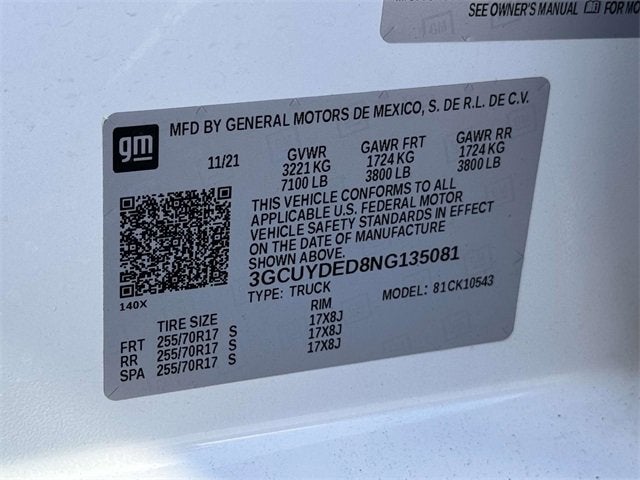 SEE OWNER'S MANUAL FOR MO
gm
MFD BY GENERAL MOTORS DE MEXICO, S. DE R.L. DE C.V.
11/21 GVWR GAWR FRT GAWR RR
3221 KG 1724 KG 1724 KG
7100 LB 3800 LB 3800 LB
THIS VEHICLE CONFORMS TO ALL
APPLICABLE U.S. FEDERAL MOTOR
VEHICLE SAFETY STANDARDS IN EFFECT
ON THE DATE OF MANUFACTURE
SHOWN ABOVE.
3GCUYDED8NG135081
140X
TYPE: TRUCK MODEL: 81CK10543
TIRE SIZE RIM
FRT 255/70R17 S 17X8J
RR 255/70R17 S 17X8J
SPA 255/70R17 S 17X8J